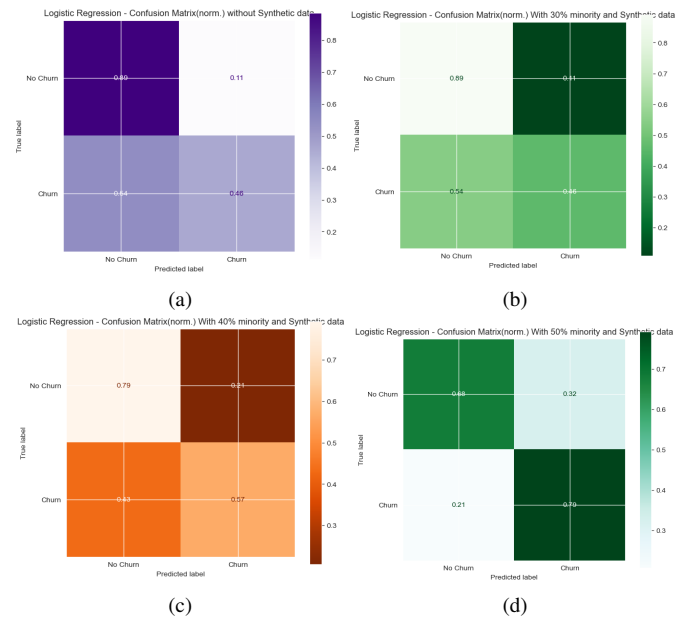 Logistic Regression - Confusion Matrix(norm.) without Synthetic data
No Churn
Churn
True label
0.89
0.11
0.54
0.46
No Churn
Churn
Predicted label
0.8
0.7
0.6
0.5
0.4
0.3
0.2
(a)
Logistic Regression - Confusion Matrix(norm.) With 30% minority and Synthetic data
No Churn
Churn
True label
0.89
0.11
0.54
0.46
No Churn
Churn
Predicted label
0.8
0.7
0.6
0.5
0.4
0.3
0.2
(b)
Logistic Regression - Confusion Matrix(norm.) With 40% minority and Synthetic data
No Churn
Churn
True label
0.79
0.21
0.43
0.57
No Churn
Churn
Predicted label
0.7
0.6
0.5
0.4
0.3
(c)
Logistic Regression - Confusion Matrix(norm.) With 50% minority and Synthetic data
No Churn
Churn
True label
0.68
0.32
0.21
0.79
No Churn
Churn
Predicted label
0.7
0.6
0.5
0.4
0.3
(d)